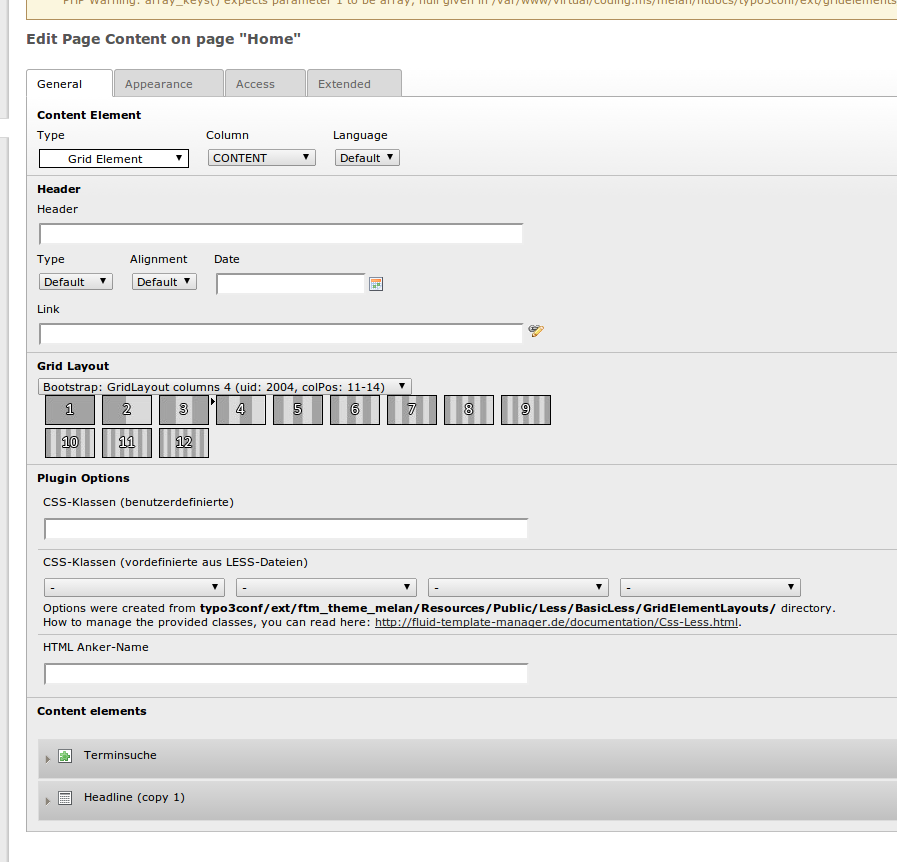 PHP Warning: array_keys() expects parameter 1 to be array, null given in /var/www/virtual/coding.ms/melan/htdocs/typo3conf/ext/gridelements
Edit Page Content on page "Home"
General Appearance Access Extended
Content Element
Type Column Language
Grid Element CONTENT Default
Header
Header
Type Alignment Date
Default Default
Link
Grid Layout
Bootstrap: GridLayout columns 4 (uid: 2004, colPos: 11-14)
1 2 3 4 5 6 7 8 9
10 11 12
Plugin Options
CSS-Klassen (benutzerdefinierte)
CSS-Klassen (vordefinierte aus LESS-Dateien)
- - - -
Options were created from typo3conf/ext/ftm_theme_melan/Resources/Public/Less/BasicLess/GridElementLayouts/ directory.
How to manage the provided classes, you can read here: http://fluid-template-manager.de/documentation/Css-Less.html.
HTML Anker-Name
Content elements
Terminsuche
Headline (copy 1)